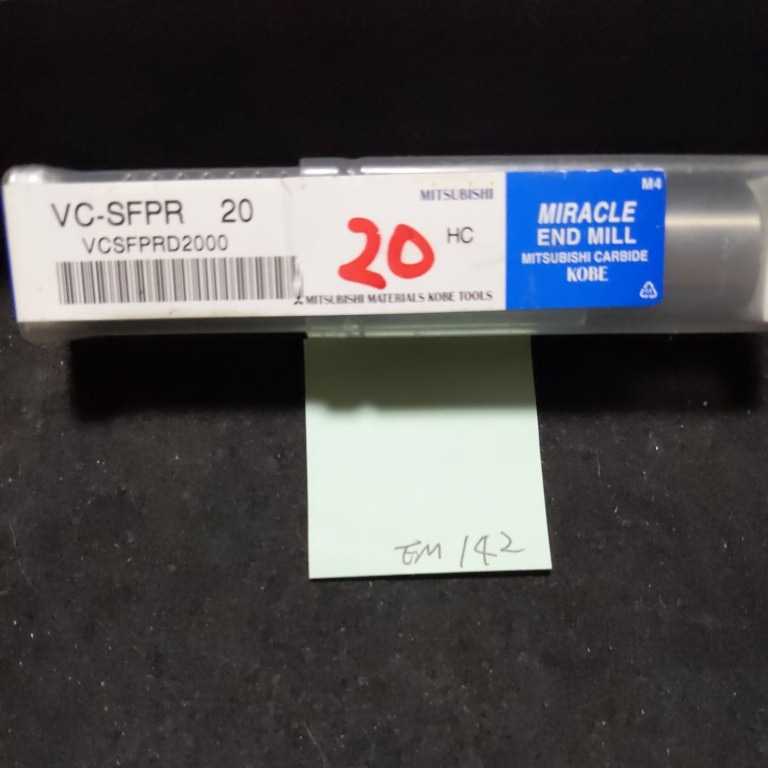 VC-SFPR 20
VCSFPRD2000
MITSUBISHI
20
HC
MITSUBISHI MATERIALS KOBE TOOLS
M4
MIRACLE
END MILL
MITSUBISHI CARBIDE
KOBE
EM 142